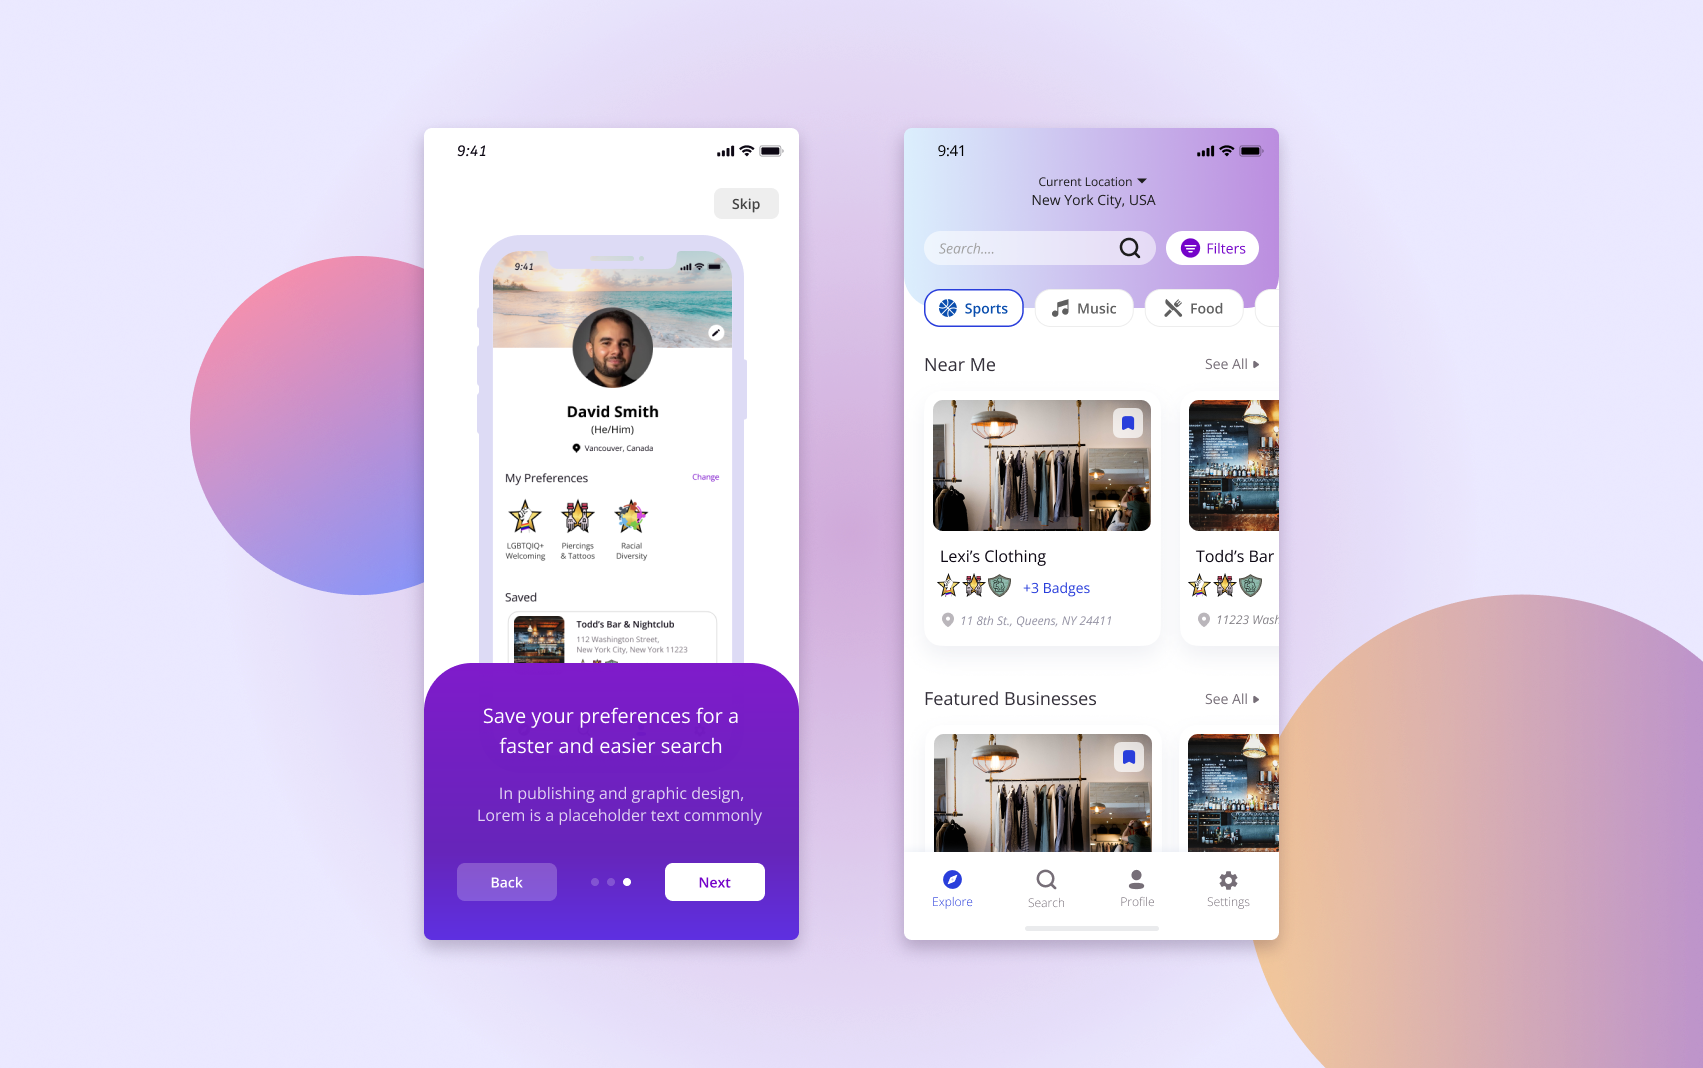 9:41
Skip
9:41
David Smith
(He/Him)
Vancouver, Canada
My Preferences
Change
LGBTQIQ+
Welcoming
Piercings
& Tattoos
Racial
Diversity
Saved
Todd's Bar & Nightclub
112 Washington Street,
New York City, New York 11223
Save your preferences for a
faster and easier search
In publishing and graphic design,
Lorem is a placeholder text commonly
Back
Next
9:41
Current Location
New York City, USA
Search....
Filters
Sports
Music
Food
Near Me
See All
Lexi's Clothing
+3 Badges
11 8th St., Queens, NY 24411
Todd's Bar
11223 Wash
Featured Businesses
See All
Explore
Search
Profile
Settings